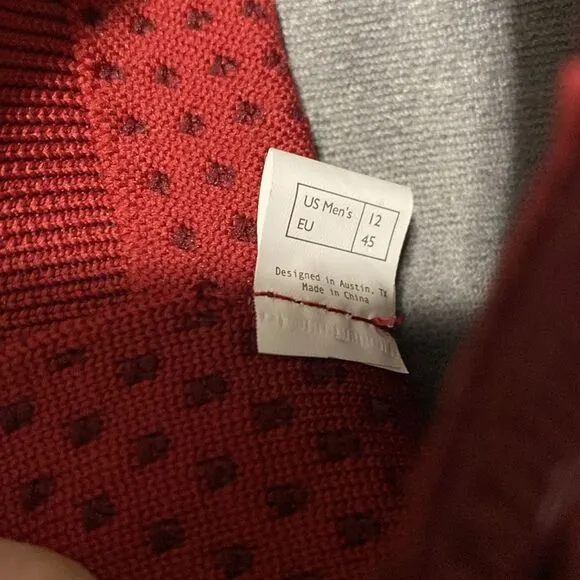 US Men's 12
EU 45
Designed in Austin, TX
Made in China